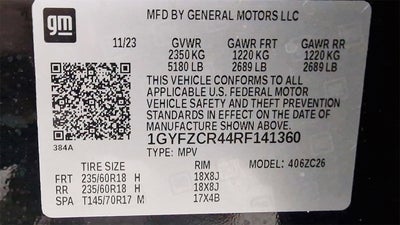 gm
MFD BY GENERAL MOTORS LLC
11/23 GVWR GAWR FRT GAWR RR
2350 KG 1220 KG 1220 KG
5180 LB 2689 LB 2689 LB
THIS VEHICLE CONFORMS TO ALL
APPLICABLE U.S. FEDERAL MOTOR
VEHICLE SAFETY AND THEFT PREVENTION
STANDARDS IN EFFECT ON THE DATE OF
MANUFACTURE SHOWN ABOVE.
384A
1GYFZCR44RF141360
TYPE: MPV MODEL: 406ZC26
TIRE SIZE RIM
FRT 235/60R18 H 18X8J
RR 235/60R18 H 18X8J
SPA T145/70R17 M 17X4B